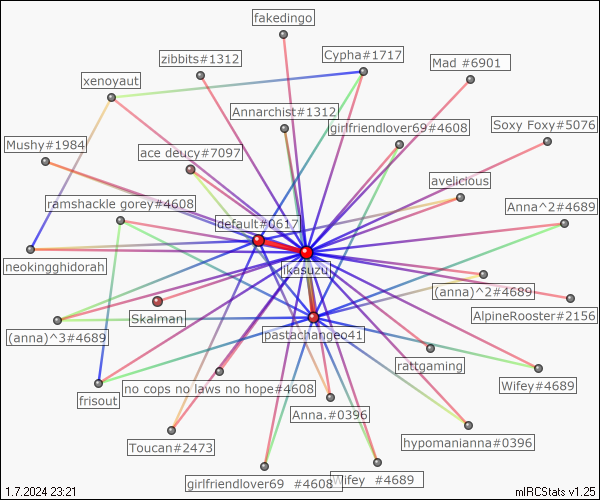 fakedingo
zibbits#1312
Cypha#1717
Mad #6901
xenoyaut
Annarchist#1312
girlfriendlover69#4608
Soxy Foxy#5076
Mushy#1984
ace deucy#7097
avelicious
ramshackle gorey#4608
Anna^2#4689
default#0617
neokingghidorah
ikasuzu
(anna)^2#4689
Skalman
AlpineRooster#2156
(anna)^3#4689
pastachangeo41
rattgaming
no cops no laws no hope#4608
Wifey#4689
frisout
Anna.#0396
Toucan#2473
hypomanianna#0396
girlfriendlover69 #4608
Wifey #4689
1.7.2024 23:21
mIRCStats v1.25